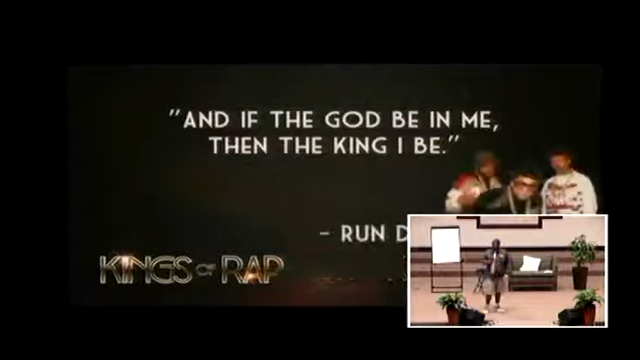 "AND IF THE GOD BE IN ME,
THEN THE KING I BE."
- RUN D
KINGS OF RAP